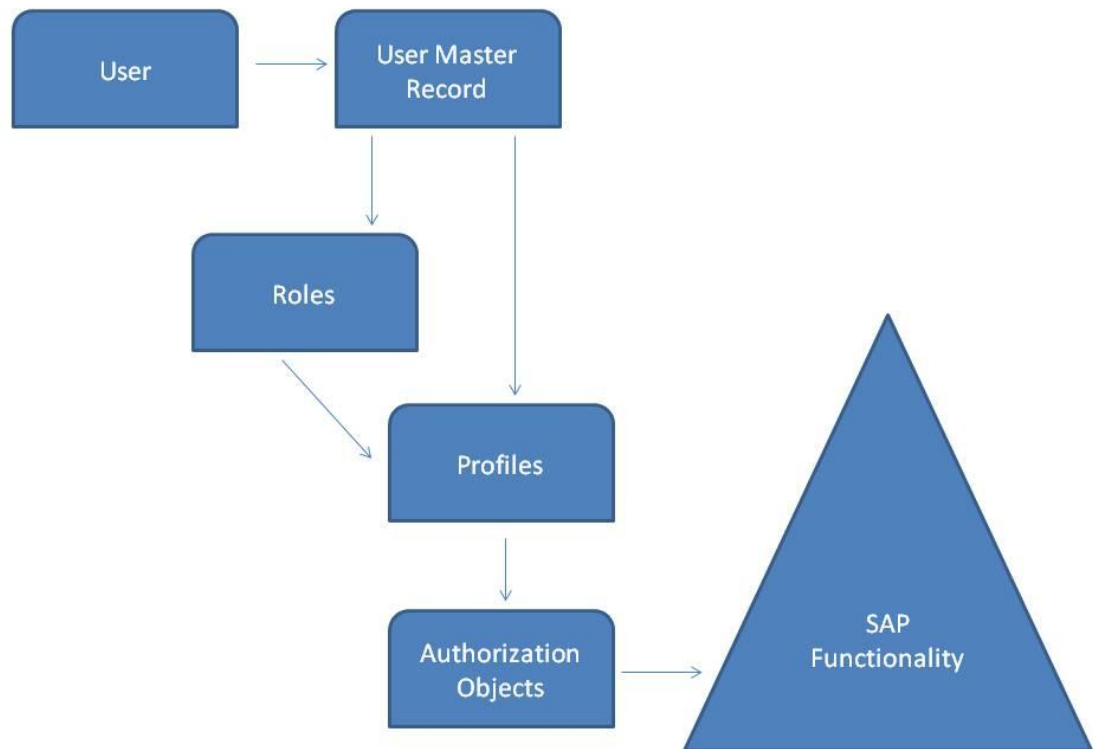 User
User Master
Record
Roles
Profiles
Authorization
Objects
SAP
Functionality